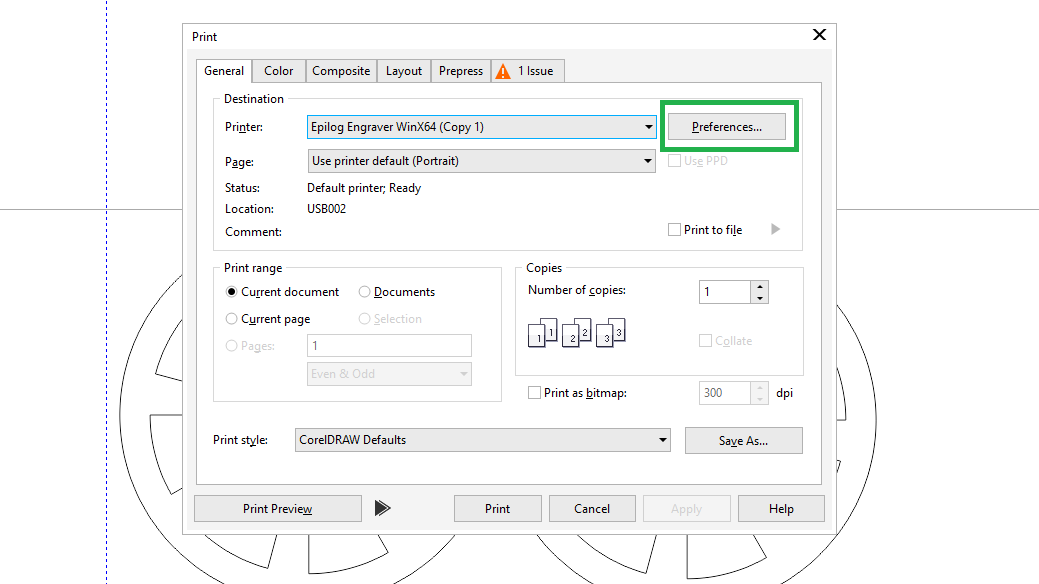 Print
General Color Composite Layout Prepress 1 Issue
Destination
Printer: Epilog Engraver WinX64 (Copy 1) Preferences...
Page: Use printer default (Portrait) Use PPD
Status: Default printer; Ready
Location: USB002
Comment: Print to file
Print range
Current document Documents
Current page Selection
Pages: 1
Even & Odd
Copies
Number of copies: 1
1 1 2 2 3 3
Collate
Print as bitmap: 300 dpi
Print style: CorelDRAW Defaults Save As...
Print Preview Print Cancel Apply Help